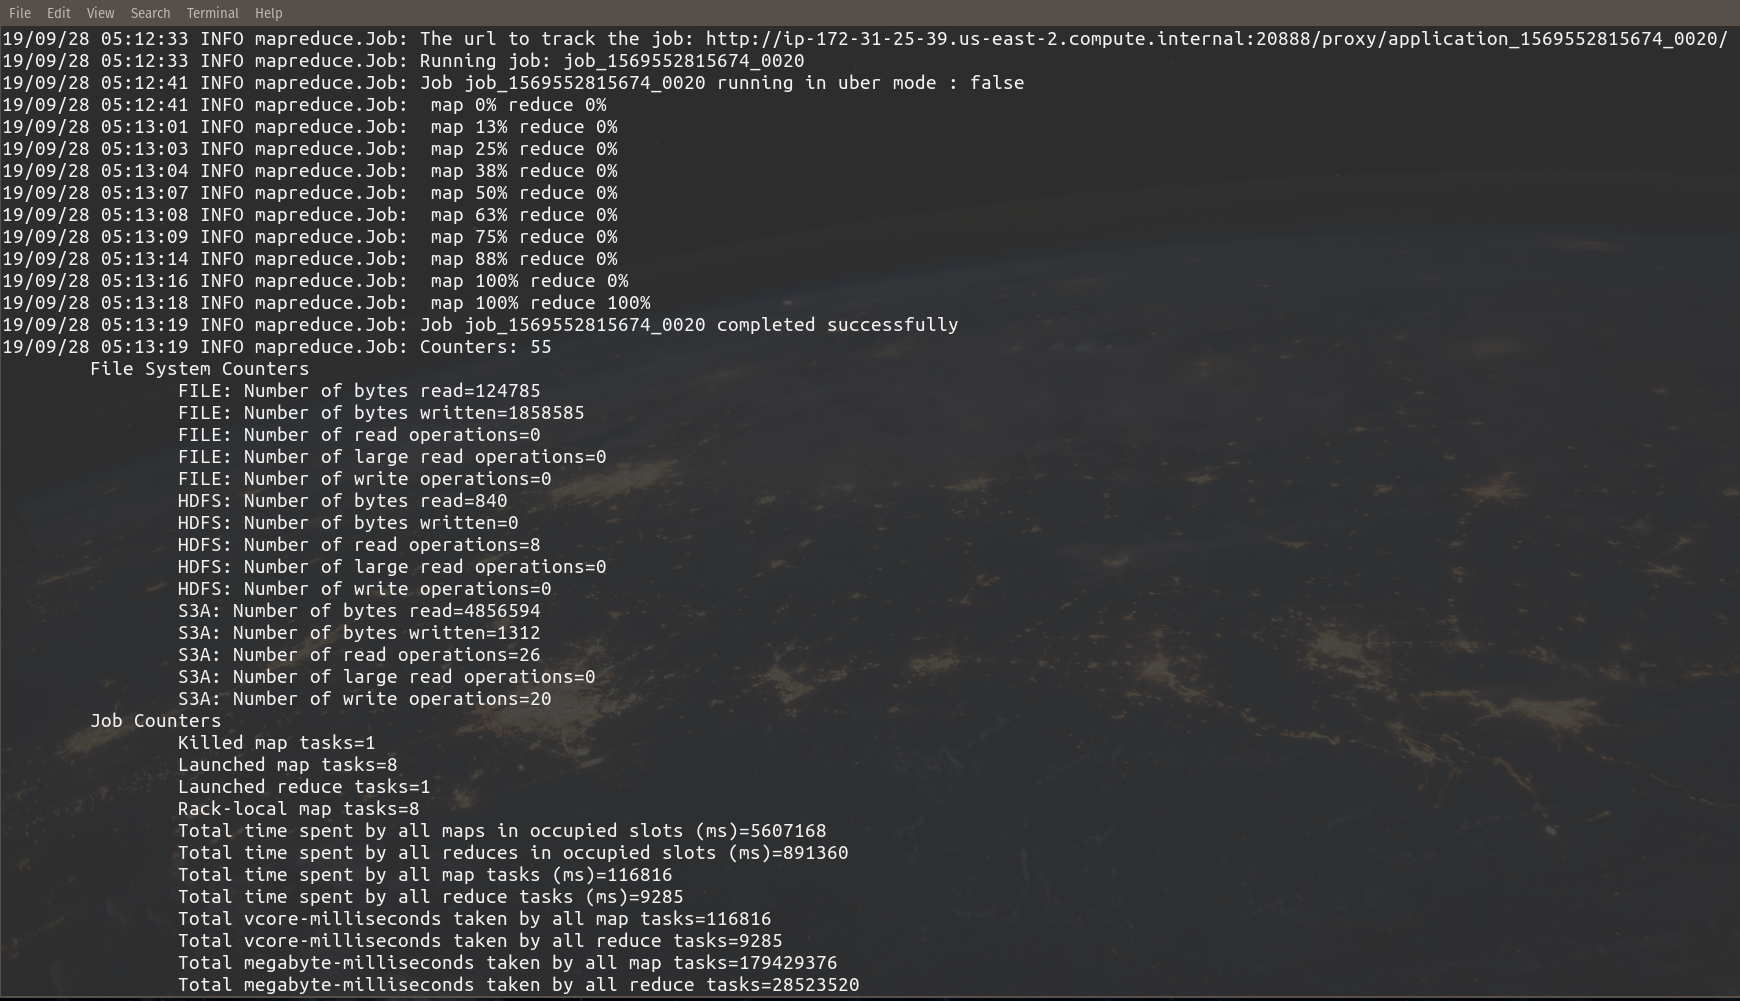 File Edit View Search Terminal Help
19/09/28 05:12:33 INFO mapreduce.Job: The url to track the job: http://ip-172-31-25-39.us-east-2.compute.internal:20888/proxy/application_1569552815674_0020/
19/09/28 05:12:33 INFO mapreduce.Job: Running job: job_1569552815674_0020
19/09/28 05:12:41 INFO mapreduce.Job: Job job_1569552815674_0020 running in uber mode : false
19/09/28 05:12:41 INFO mapreduce.Job:  map 0% reduce 0%
19/09/28 05:13:01 INFO mapreduce.Job:  map 13% reduce 0%
19/09/28 05:13:03 INFO mapreduce.Job:  map 25% reduce 0%
19/09/28 05:13:04 INFO mapreduce.Job:  map 38% reduce 0%
19/09/28 05:13:07 INFO mapreduce.Job:  map 50% reduce 0%
19/09/28 05:13:08 INFO mapreduce.Job:  map 63% reduce 0%
19/09/28 05:13:09 INFO mapreduce.Job:  map 75% reduce 0%
19/09/28 05:13:14 INFO mapreduce.Job:  map 88% reduce 0%
19/09/28 05:13:16 INFO mapreduce.Job:  map 100% reduce 0%
19/09/28 05:13:18 INFO mapreduce.Job:  map 100% reduce 100%
19/09/28 05:13:19 INFO mapreduce.Job: Job job_1569552815674_0020 completed successfully
19/09/28 05:13:19 INFO mapreduce.Job: Counters: 55
File System Counters
FILE: Number of bytes read=124785
FILE: Number of bytes written=1858585
FILE: Number of read operations=0
FILE: Number of large read operations=0
FILE: Number of write operations=0
HDFS: Number of bytes read=840
HDFS: Number of bytes written=0
HDFS: Number of read operations=8
HDFS: Number of large read operations=0
HDFS: Number of write operations=0
S3A: Number of bytes read=4856594
S3A: Number of bytes written=1312
S3A: Number of read operations=26
S3A: Number of large read operations=0
S3A: Number of write operations=20
Job Counters
Killed map tasks=1
Launched map tasks=8
Launched reduce tasks=1
Rack-local map tasks=8
Total time spent by all maps in occupied slots (ms)=5607168
Total time spent by all reduces in occupied slots (ms)=891360
Total time spent by all map tasks (ms)=116816
Total time spent by all reduce tasks (ms)=9285
Total vcore-milliseconds taken by all map tasks=116816
Total vcore-milliseconds taken by all reduce tasks=9285
Total megabyte-milliseconds taken by all map tasks=179429376
Total megabyte-milliseconds taken by all reduce tasks=28523520